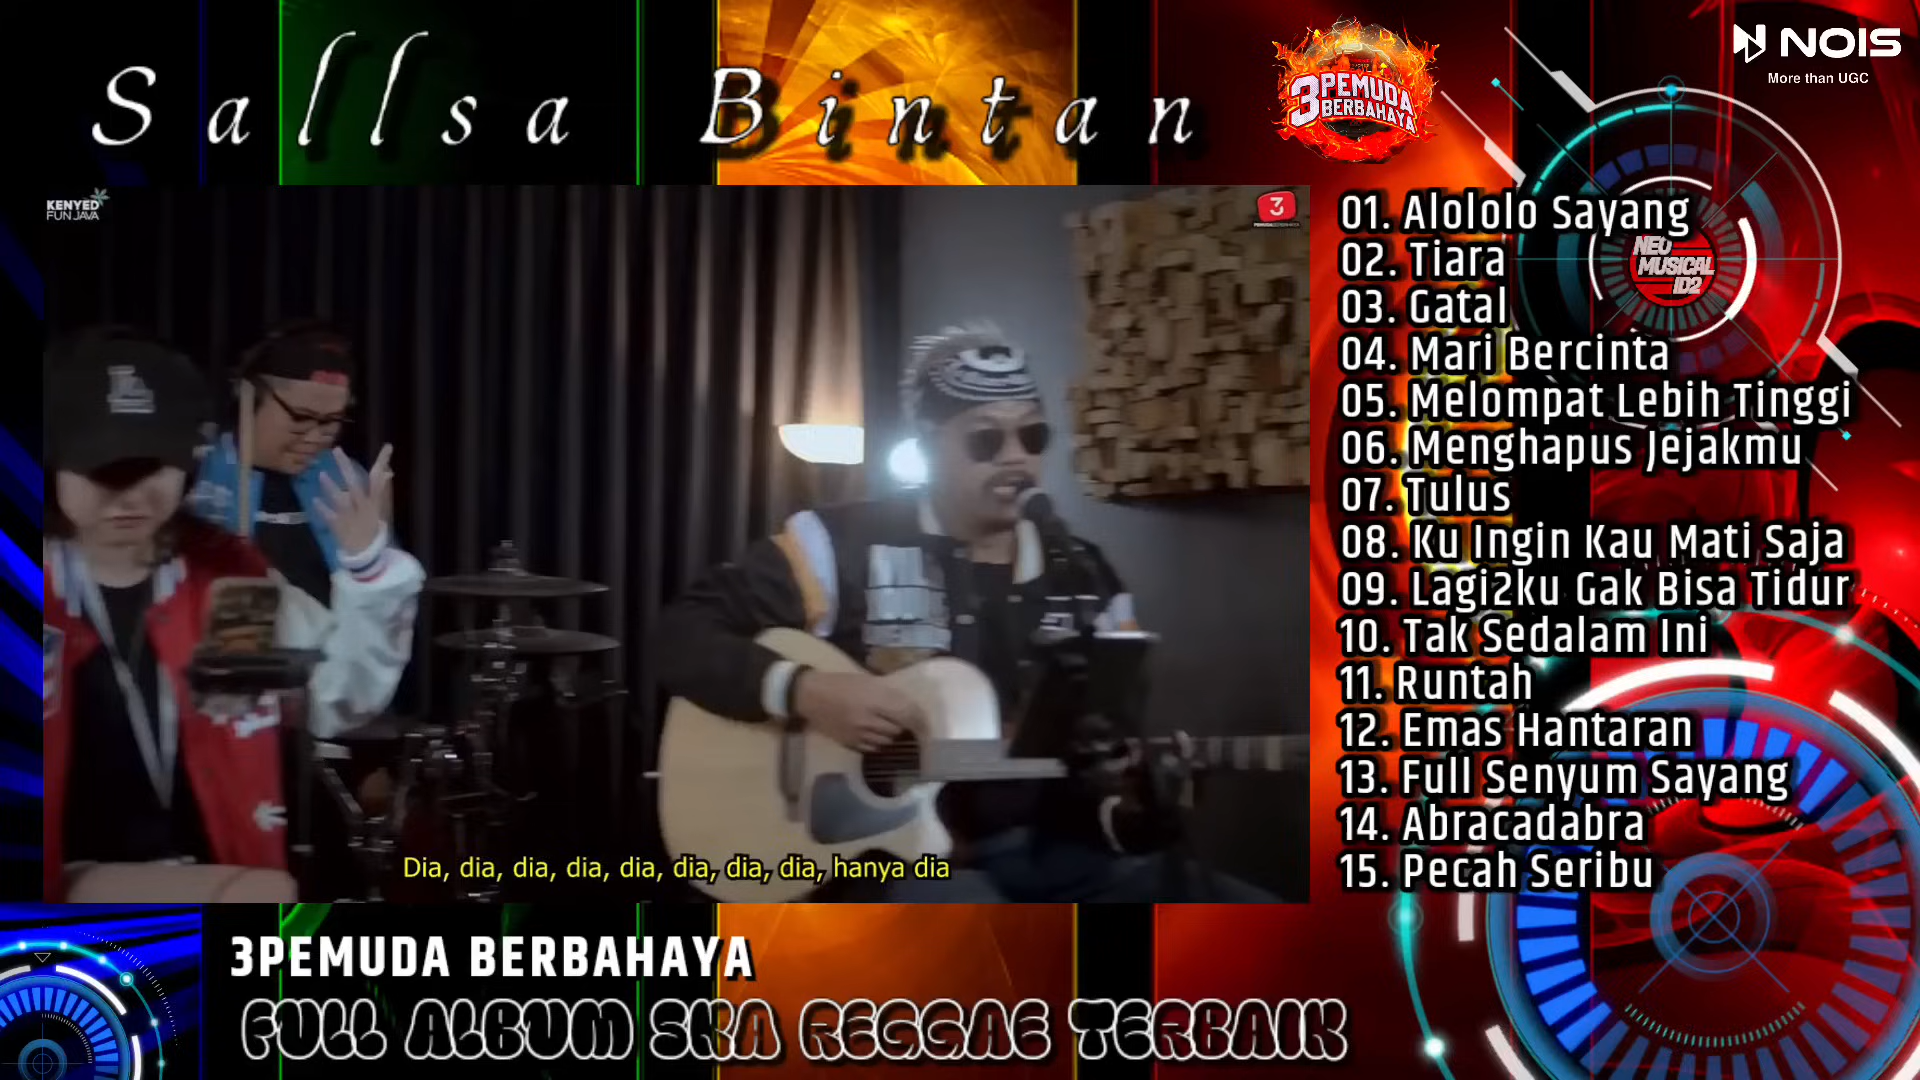 Sallsa Bintan
3PEMUDA
BERBAHAYA
NOIS
More than UGC
KENYED
FUN JAVA
3
NEO
MUSICAL
ID2
01. Alololo Sayang
02. Tiara
03. Gatal
04. Mari Bercinta
05. Melompat Lebih Tinggi
06. Menghapus Jejakmu
07. Tulus
08. Ku Ingin Kau Mati Saja
09. Lagi2ku Gak Bisa Tidur
10. Tak Sedalam Ini
11. Runtah
12. Emas Hantaran
13. Full Senyum Sayang
14. Abracadabra
15. Pecah Seribu
LA
Dia, dia, dia, dia, dia, dia, dia, dia, hanya dia
3PEMUDA BERBAHAYA
FULL ALBUM SKA REGGAE TERBAIK